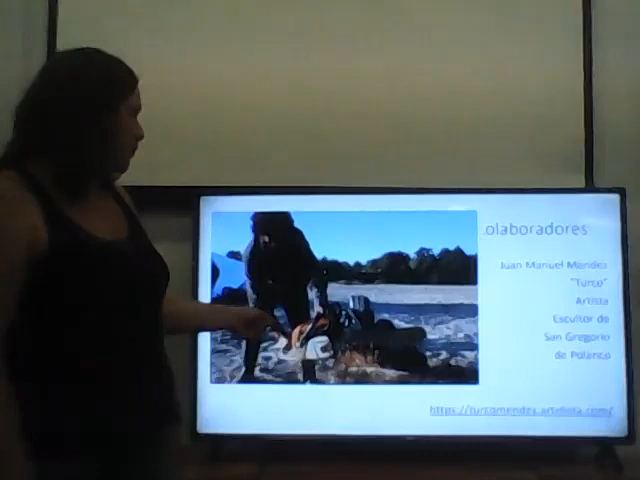 olaboradores
Juan Manuel Mendez
"Turco"
Artista
Escultor de
San Gregorio
de Polanco
https://turcomendez.artelista.com/